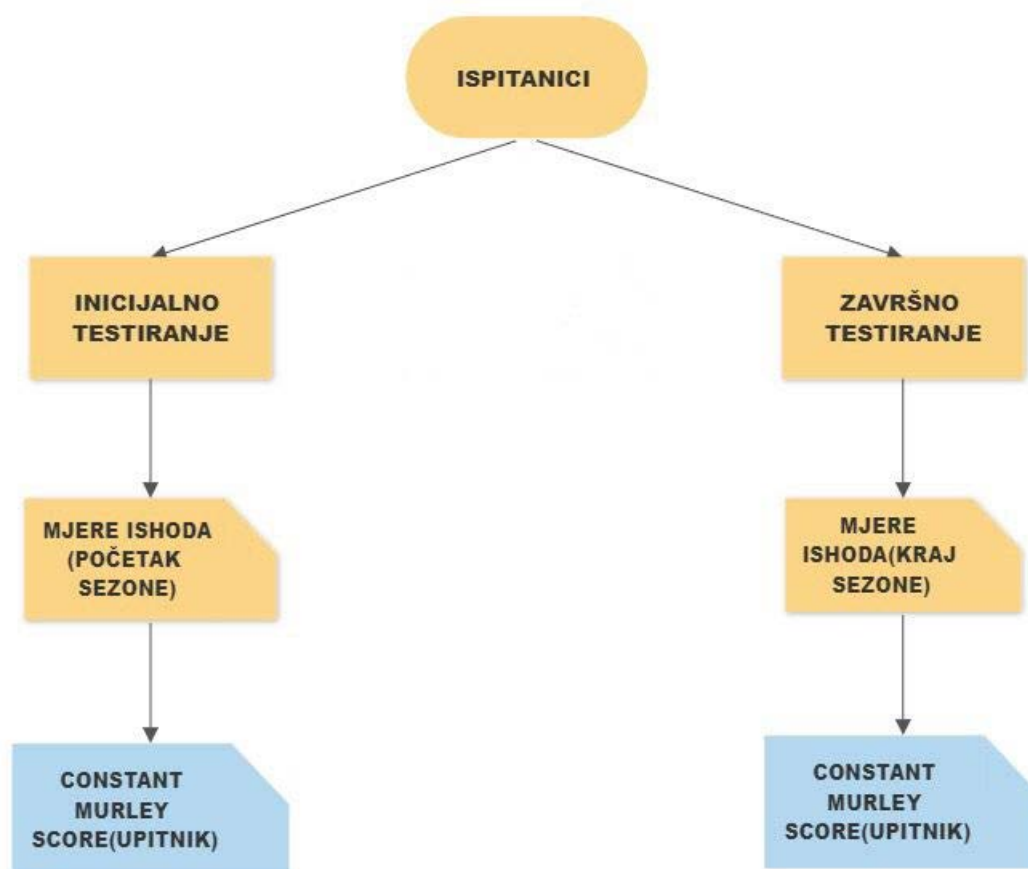 ISPITANICI
INICIJALNO
TESTIRANJE
ZAVRŠNO
TESTIRANJE
MJERE ISHODA
(POČETAK
SEZONE)
MJERE
ISHODA(KRAJ
SEZONE)
CONSTANT
MURLEY
SCORE(UPITNIK)
CONSTANT
MURLEY
SCORE(UPITNIK)